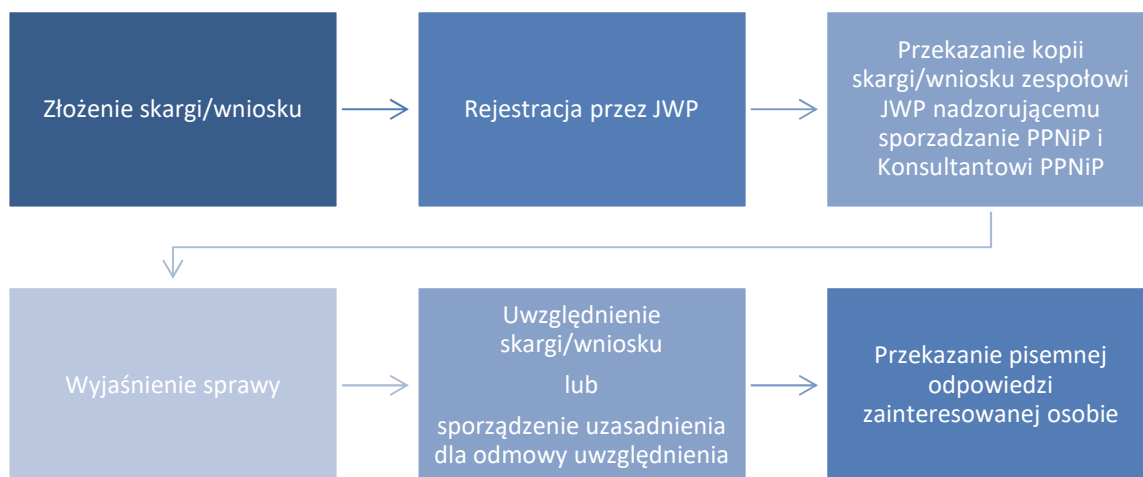 Złożenie skargi/wniosku
Rejestracja przez JWP
Przekazanie kopii
skargi/wniosku zespołowi
JWP nadzorującemu
sporzadzanie PPNiP i
Konsultantowi PPNiP
Wyjaśnienie sprawy
Uwzględnienie
skargi/wniosku
lub
sporządzenie uzasadnienia
dla odmowy uwzględnienia
Przekazanie pisemnej
odpowiedzi
zainteresowanej osobie